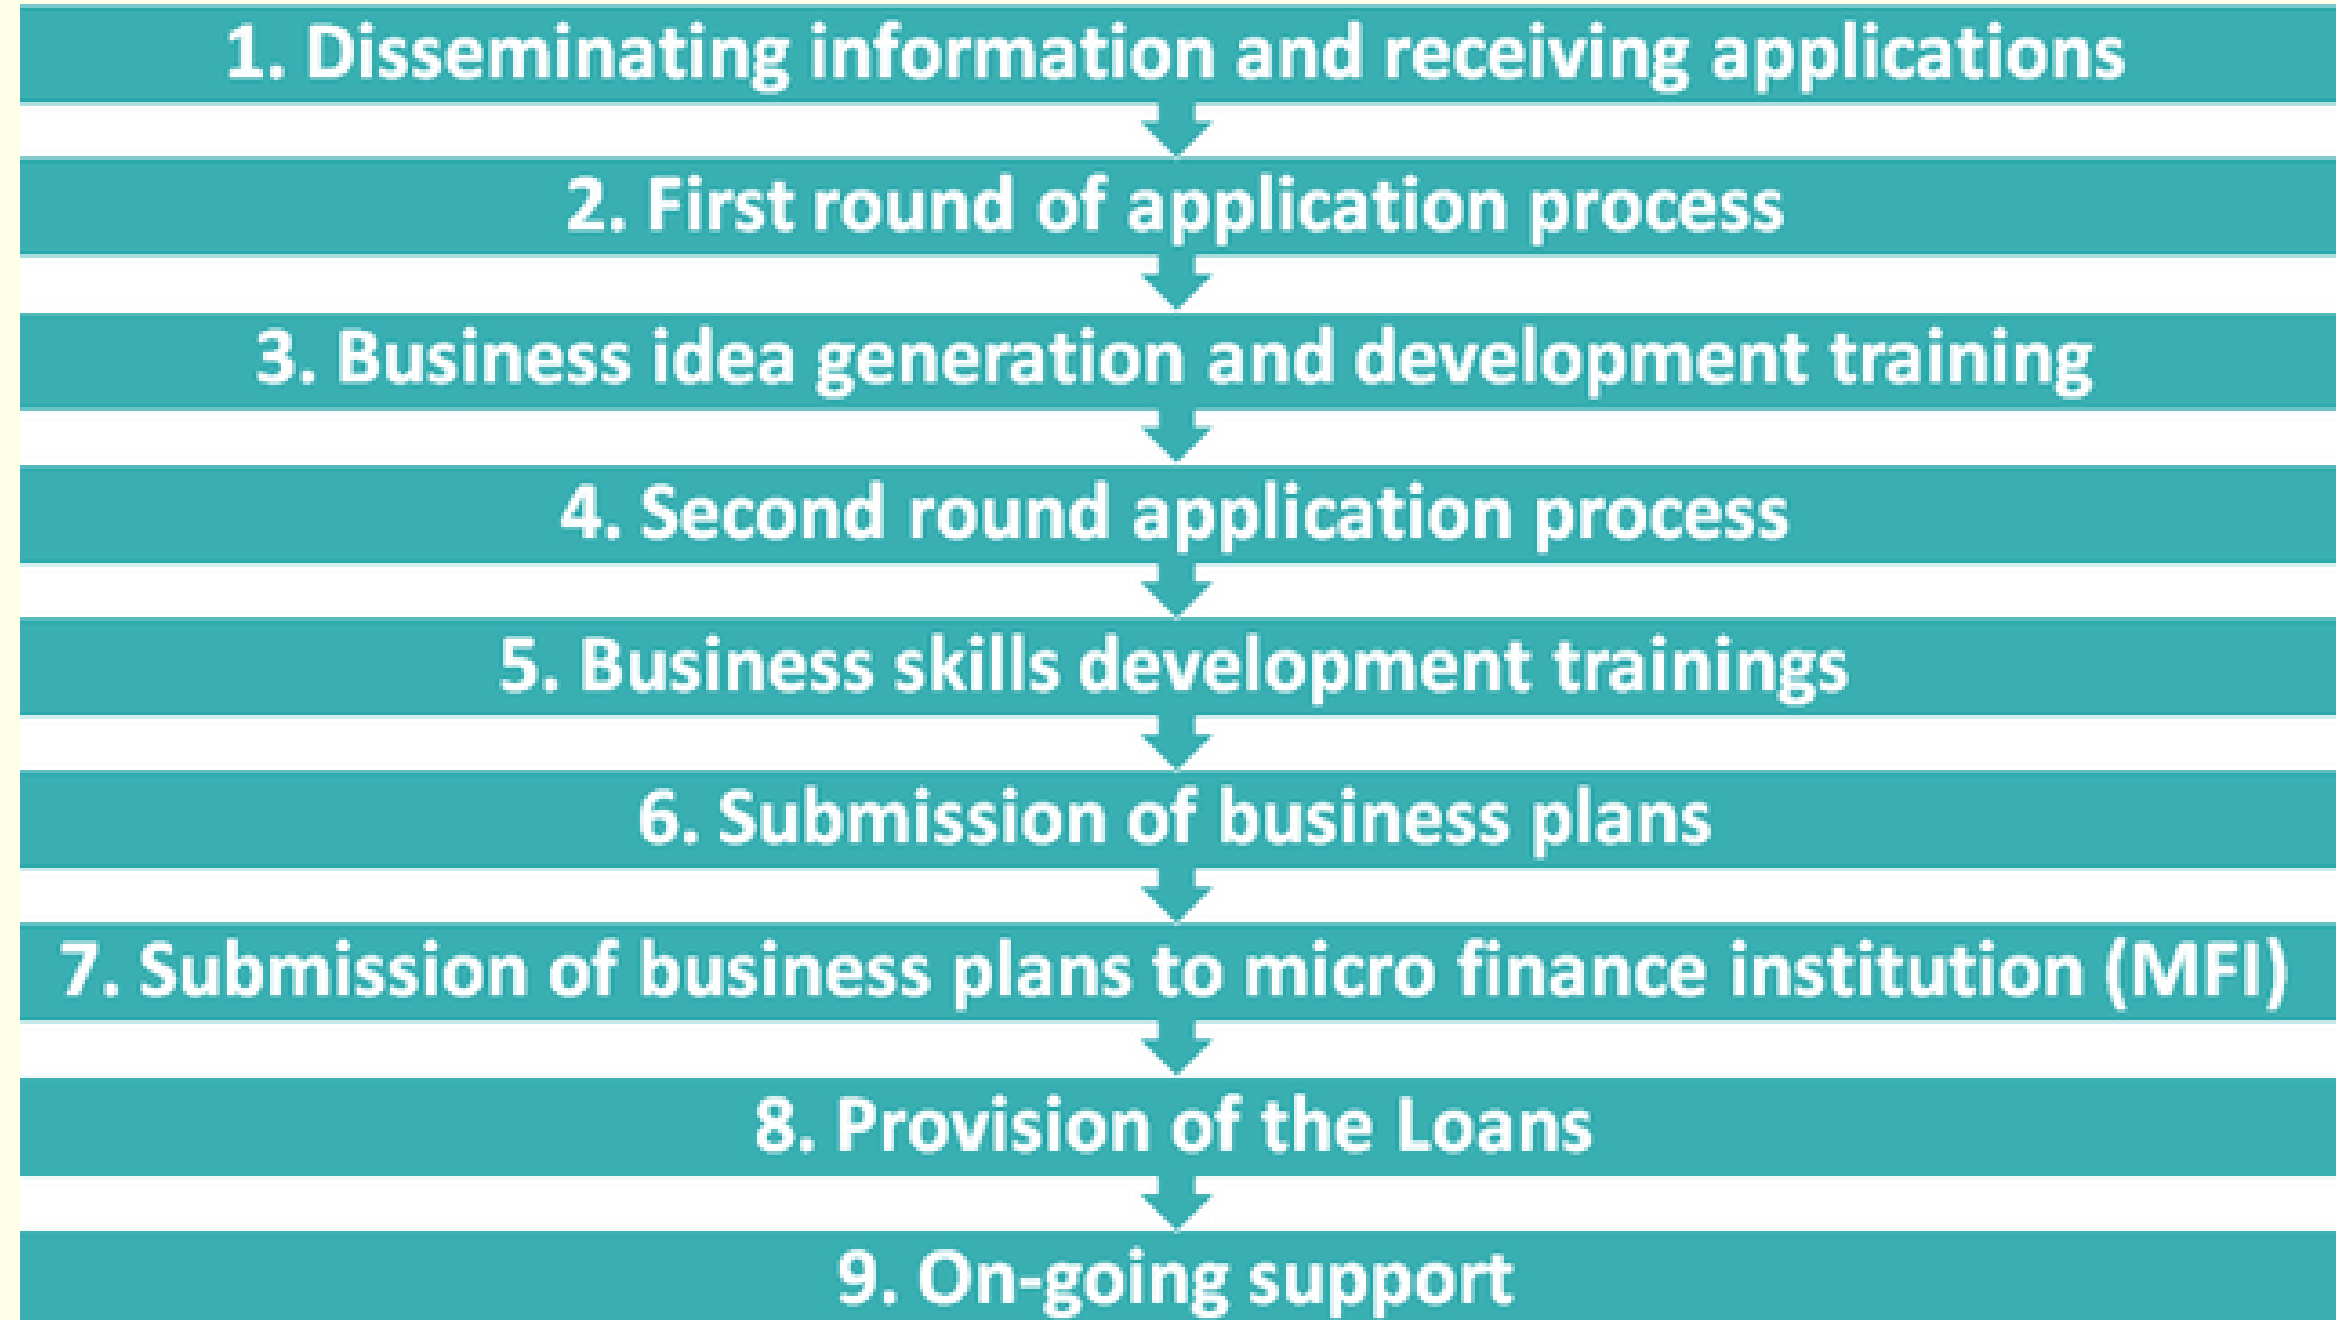 1. Disseminating information and receiving applications
2. First round of application process
3. Business idea generation and development training
4. Second round application process
5. Business skills development trainings
6. Submission of business plans
7. Submission of business plans to micro finance institution (MFI)
8. Provision of the Loans
9. On-going support